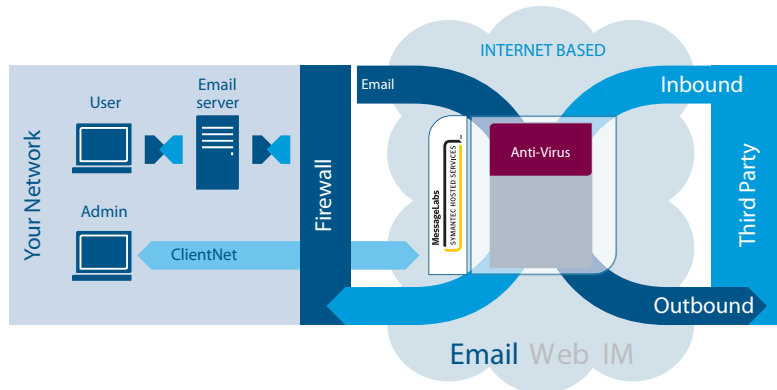 INTERNET BASED
Your Network
User
Email
server
Admin
ClientNet
Firewall
Email
MessageLabs
SYMANTEC HOSTED SERVICES
Anti-Virus
Inbound
Outbound
Third Party
Email Web IM